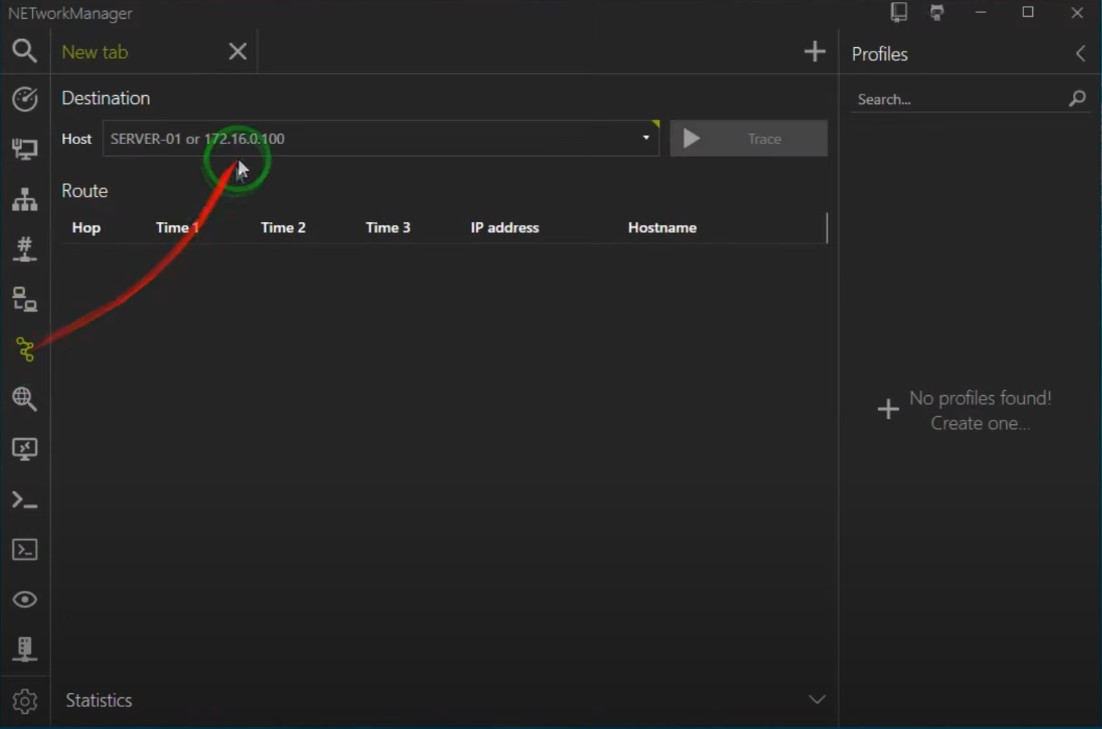 NETworkManager
New tab
Profiles
Search...
Destination
Host SERVER-01 or 172.16.0.100 Trace
Route
Hop Time 1 Time 2 Time 3 IP address Hostname
No profiles found!
Create one...
Statistics